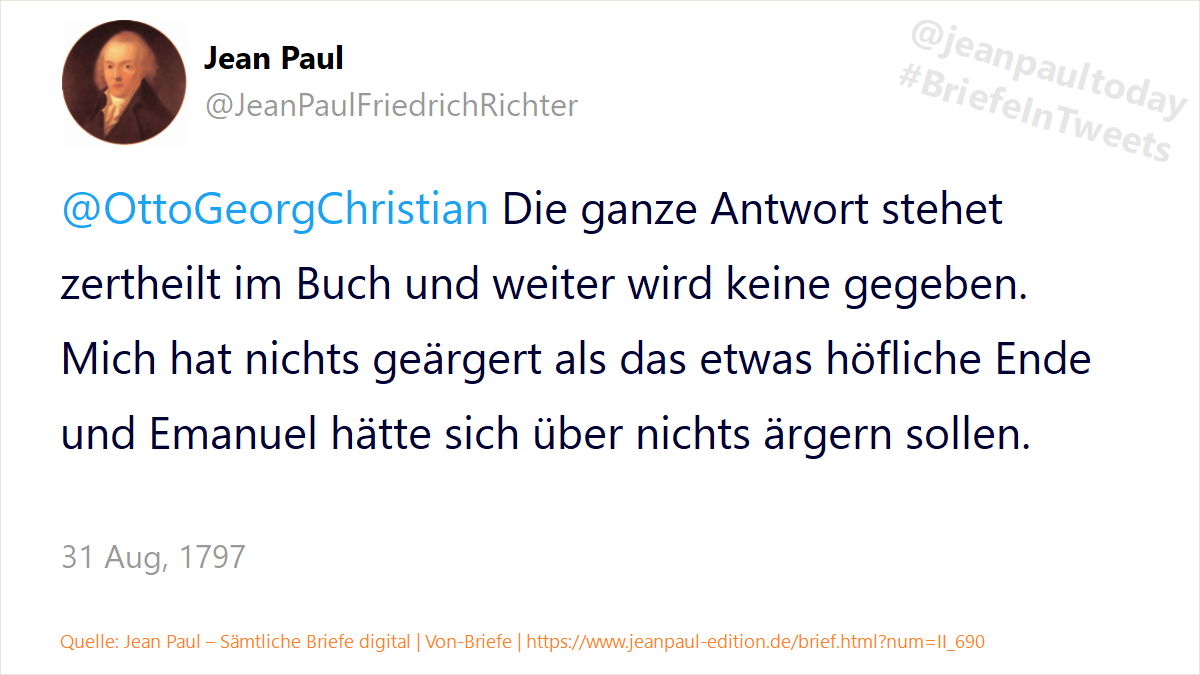 Jean Paul
@JeanPaulFriedrichRichter
@jeanpaultoday
#BriefeInTweets
@OttoGeorgChristian Die ganze Antwort stehet
zertheilt im Buch und weiter wird keine gegeben.
Mich hat nichts geärgert als das etwas höfliche Ende
und Emanuel hätte sich über nichts ärgern sollen.
31 Aug, 1797
Quelle: Jean Paul – Sämtliche Briefe digital | Von-Briefe | https://www.jeanpaul-edition.de/brief.html?num=II_690